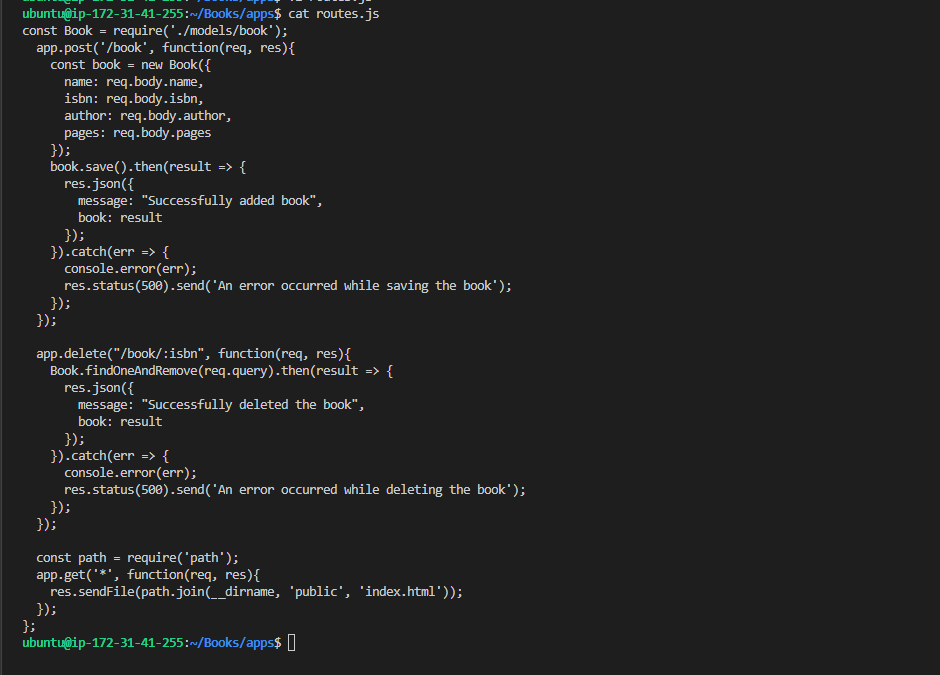 ubuntu@ip-172-31-41-255:~/Books/apps$ cat routes.js
const Book = require('./models/book');
  app.post('/book', function(req, res){
    const book = new Book({
      name: req.body.name,
      isbn: req.body.isbn,
      author: req.body.author,
      pages: req.body.pages
    });
    book.save().then(result => {
      res.json({
        message: "Successfully added book",
        book: result
      });
    }).catch(err => {
      console.error(err);
      res.status(500).send('An error occurred while saving the book');
    });
  });

  app.delete("/book/:isbn", function(req, res){
    Book.findOneAndRemove(req.query).then(result => {
      res.json({
        message: "Successfully deleted the book",
        book: result
      });
    }).catch(err => {
      console.error(err);
      res.status(500).send('An error occurred while deleting the book');
    });
  });

  const path = require('path');
  app.get('*', function(req, res){
    res.sendFile(path.join(__dirname, 'public', 'index.html'));
  });
};
ubuntu@ip-172-31-41-255:~/Books/apps$